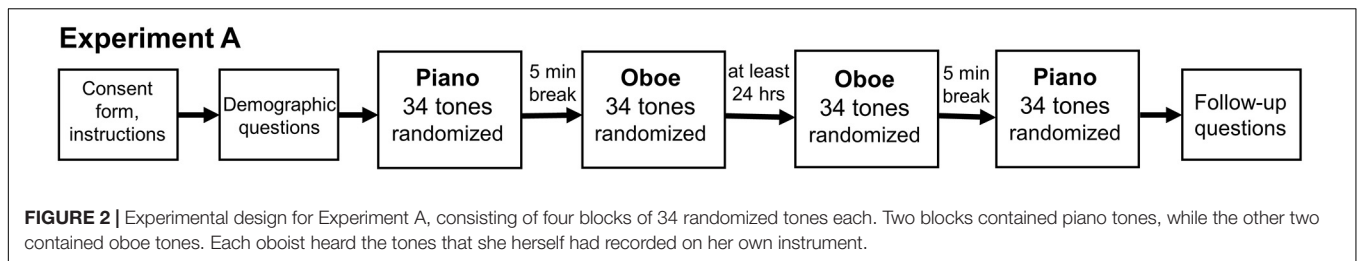 Experiment A
Consent
form,
instructions
Demographic
questions
Piano
34 tones
randomized
5 min
break
Oboe
34 tones
randomized
at least
24 hrs
Oboe
34 tones
randomized
5 min
break
Piano
34 tones
randomized
Follow-up
questions
FIGURE 2 | Experimental design for Experiment A, consisting of four blocks of 34 randomized tones each. Two blocks contained piano tones, while the other two
contained oboe tones. Each oboist heard the tones that she herself had recorded on her own instrument.